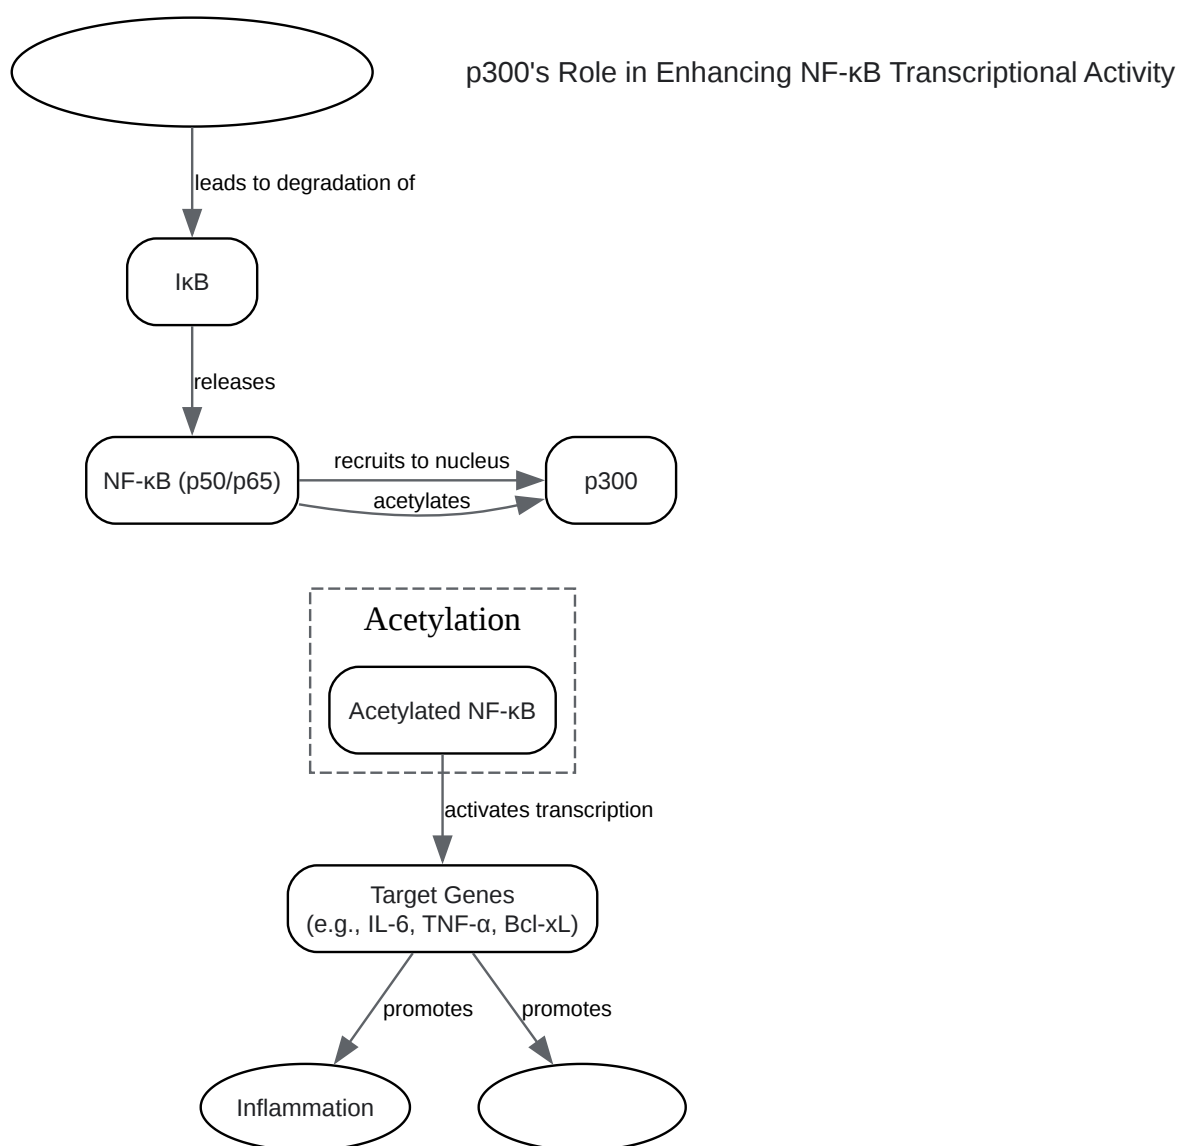 p300's Role in Enhancing NF-κB Transcriptional Activity
leads to degradation of
IκB
releases
NF-κB (p50/p65)
recruits to nucleus
acetylates
p300
Acetylation
Acetylated NF-κB
activates transcription
Target Genes
(e.g., IL-6, TNF-α, Bcl-xL)
promotes
promotes
Inflammation